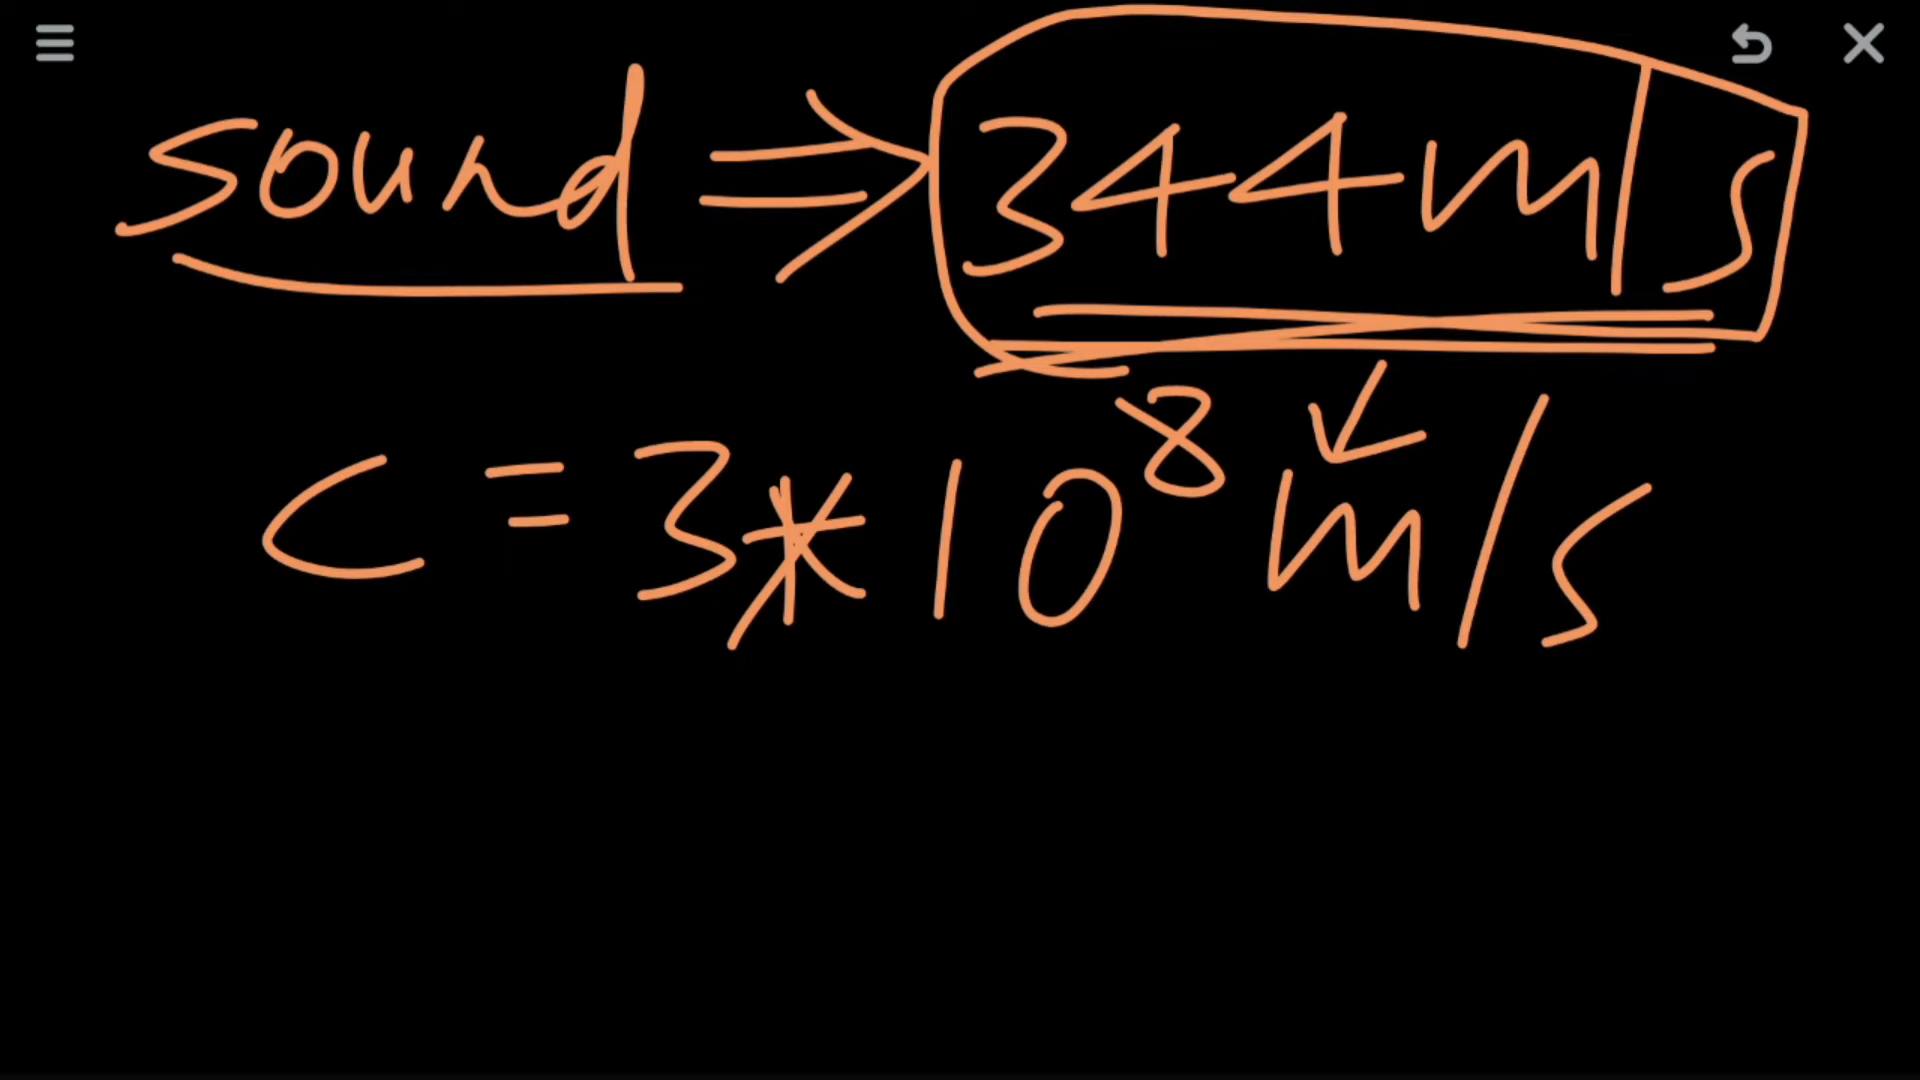 sound ⇒ 344m/s
c = 3*10⁸ m/s